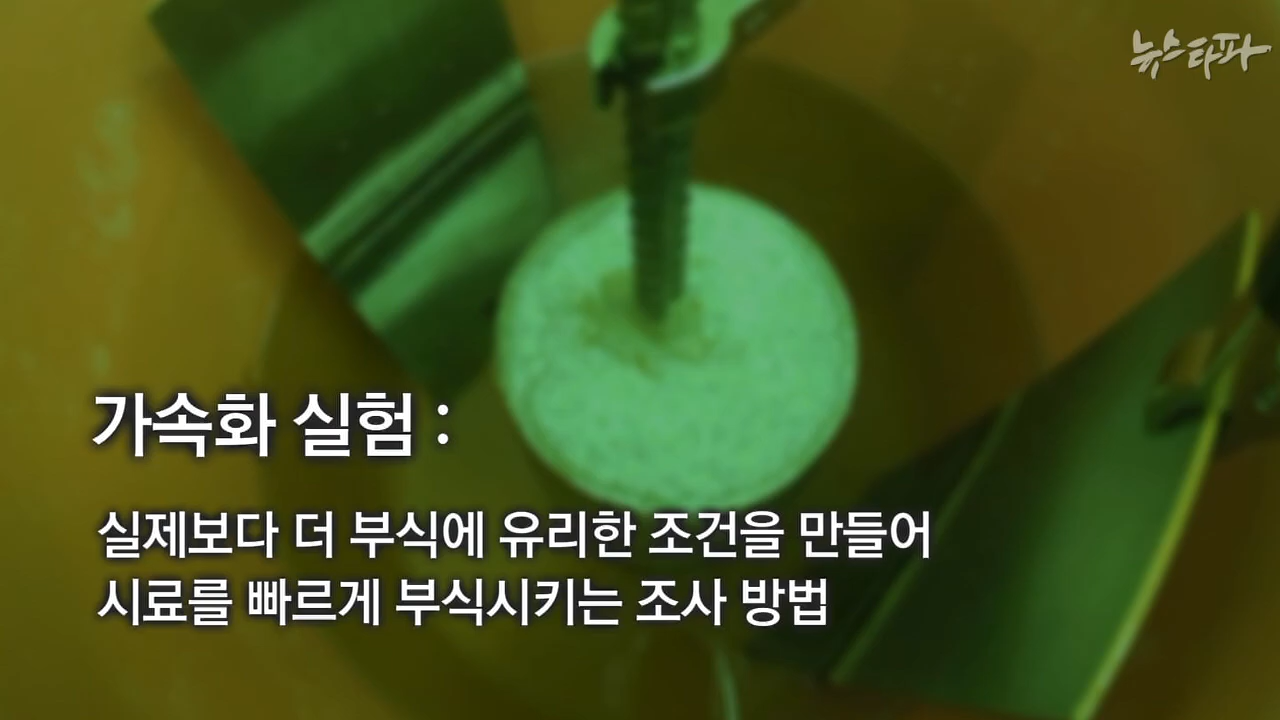 뉴스타파
가속화 실험 :
실제보다 더 부식에 유리한 조건을 만들어
시료를 빠르게 부식시키는 조사 방법